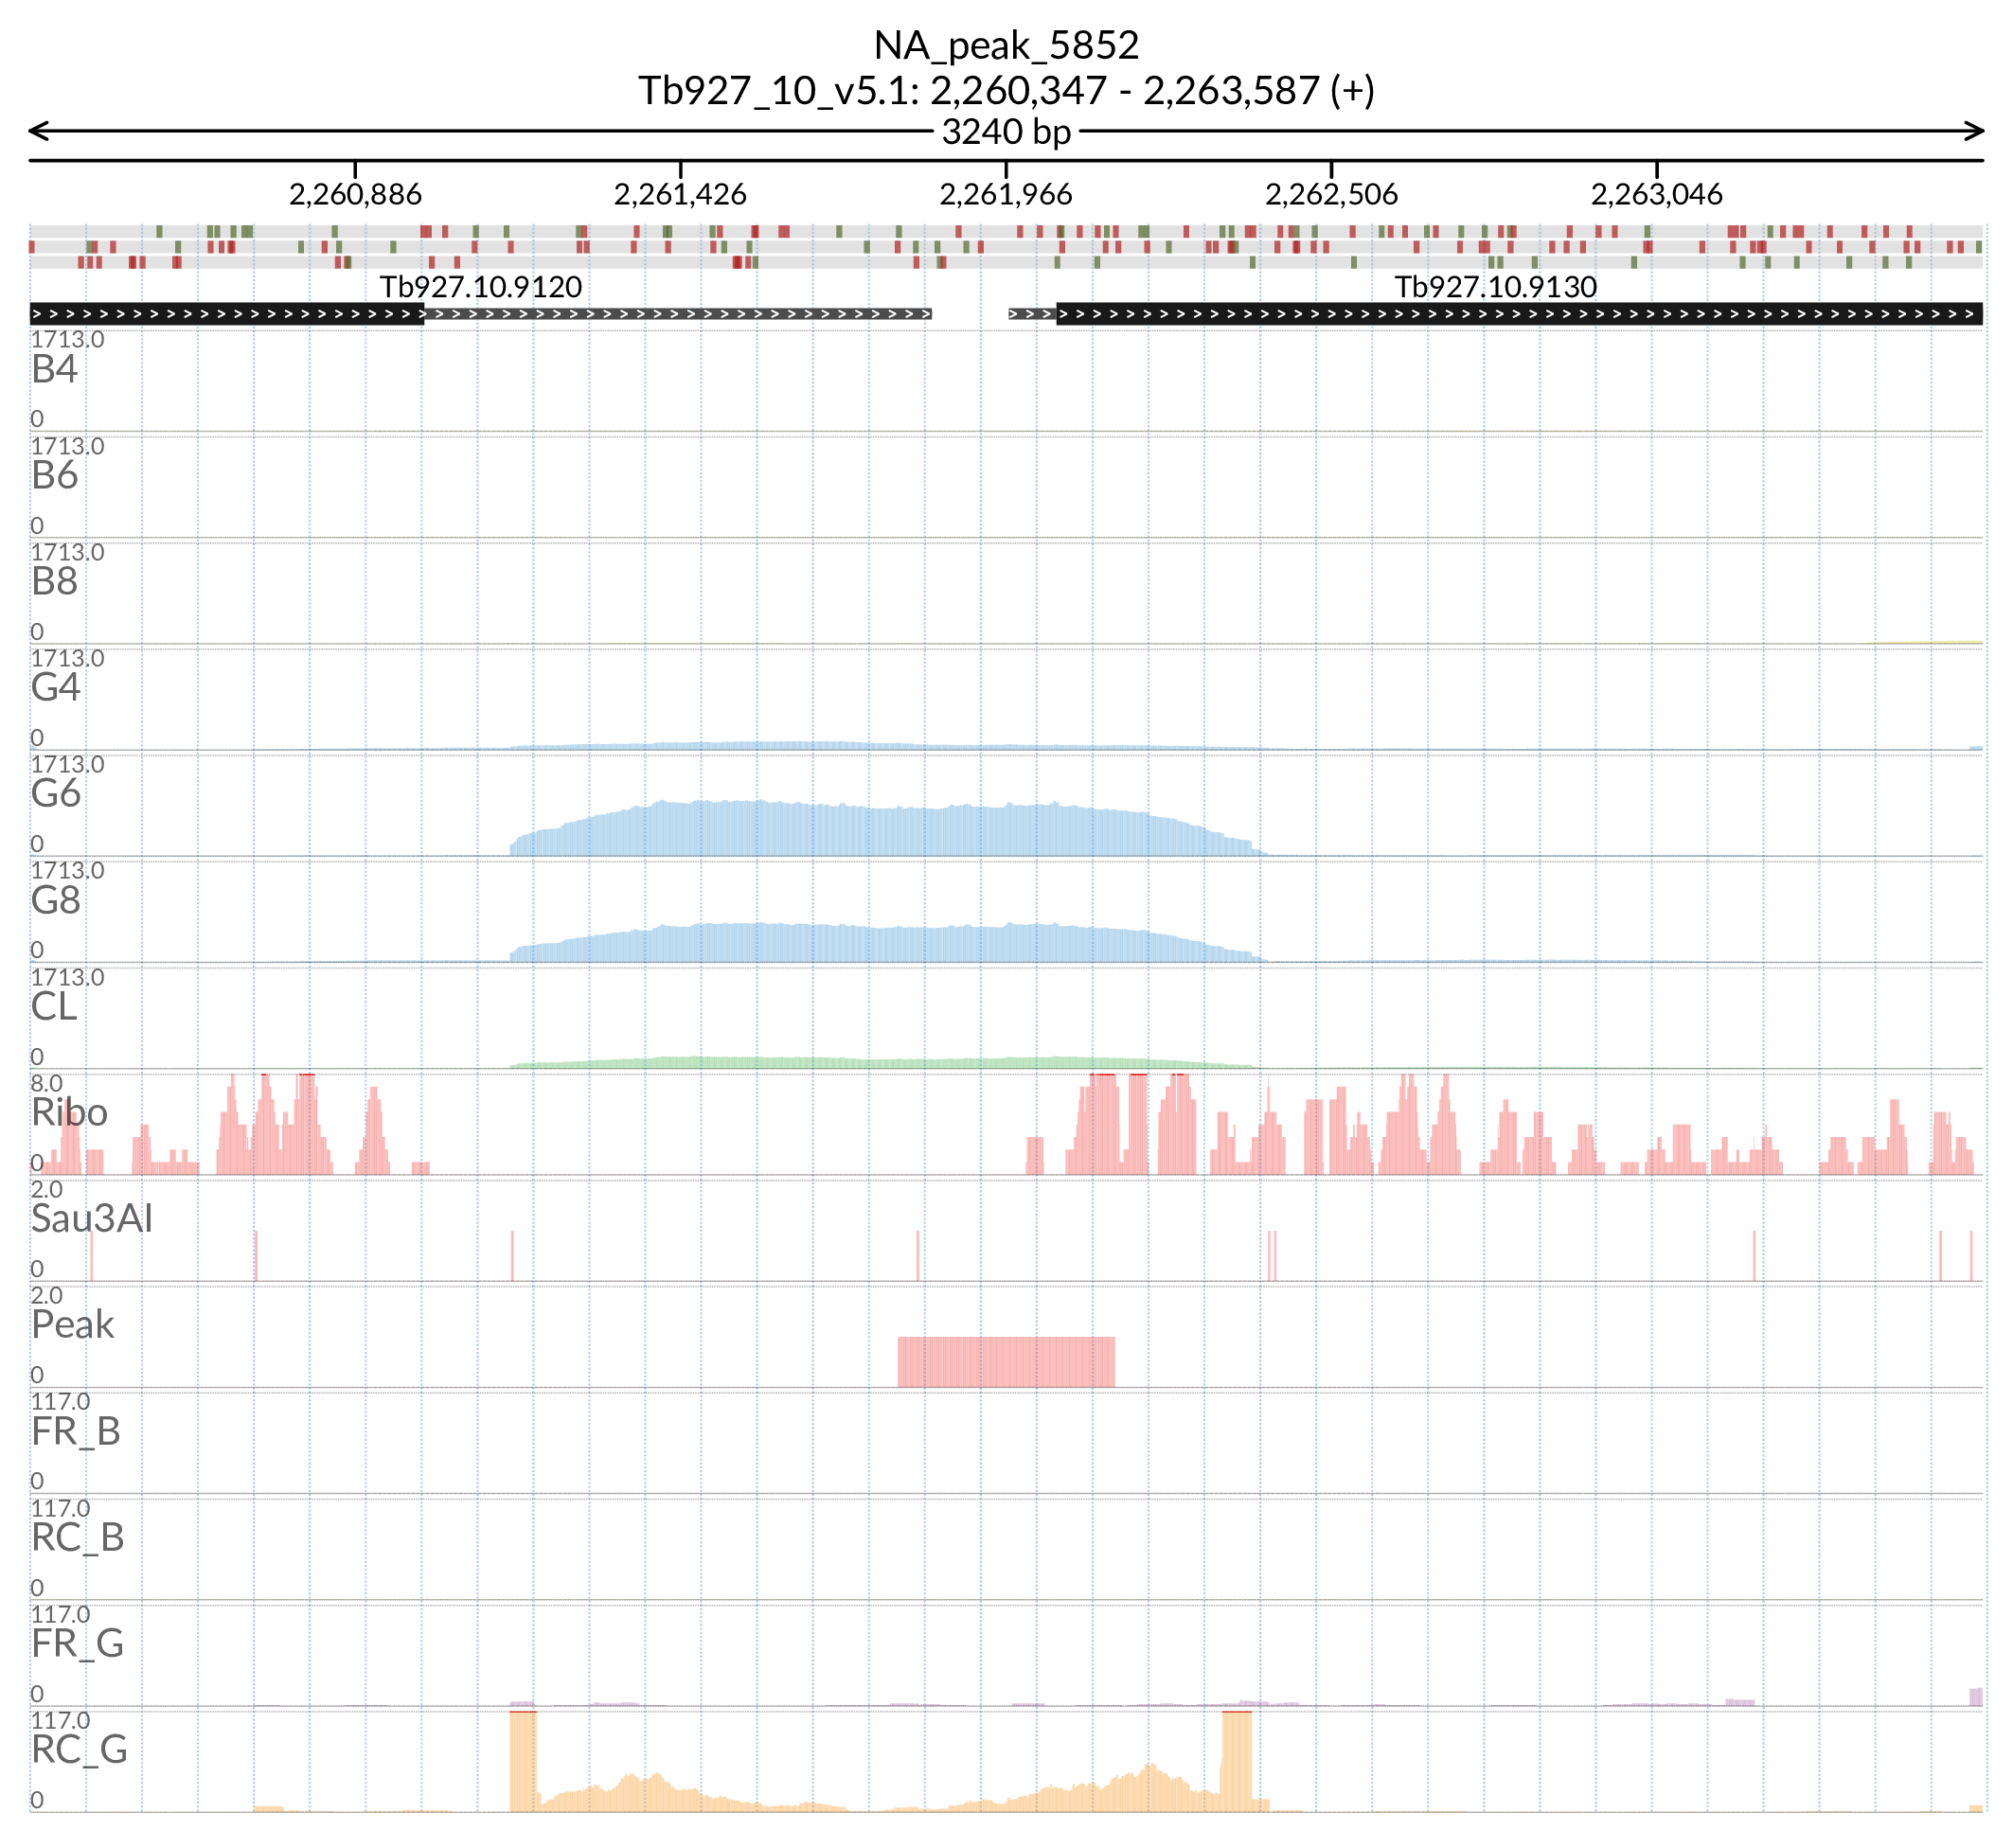 NA_peak_5852
Tb927_10_v5.1: 2,260,347 - 2,263,587 (+)
3240 bp
2,260,886 2,261,426 2,261,966 2,262,506 2,263,046
Tb927.10.9120 Tb927.10.9130
1713.0
B4
0
1713.0
B6
0
1713.0
B8
0
1713.0
G4
0
1713.0
G6
0
1713.0
G8
0
1713.0
CL
0
8.0
Ribo
0
2.0
Sau3AI
0
2.0
Peak
0
117.0
FR_B
0
117.0
RC_B
0
117.0
FR_G
0
117.0
RC_G
0